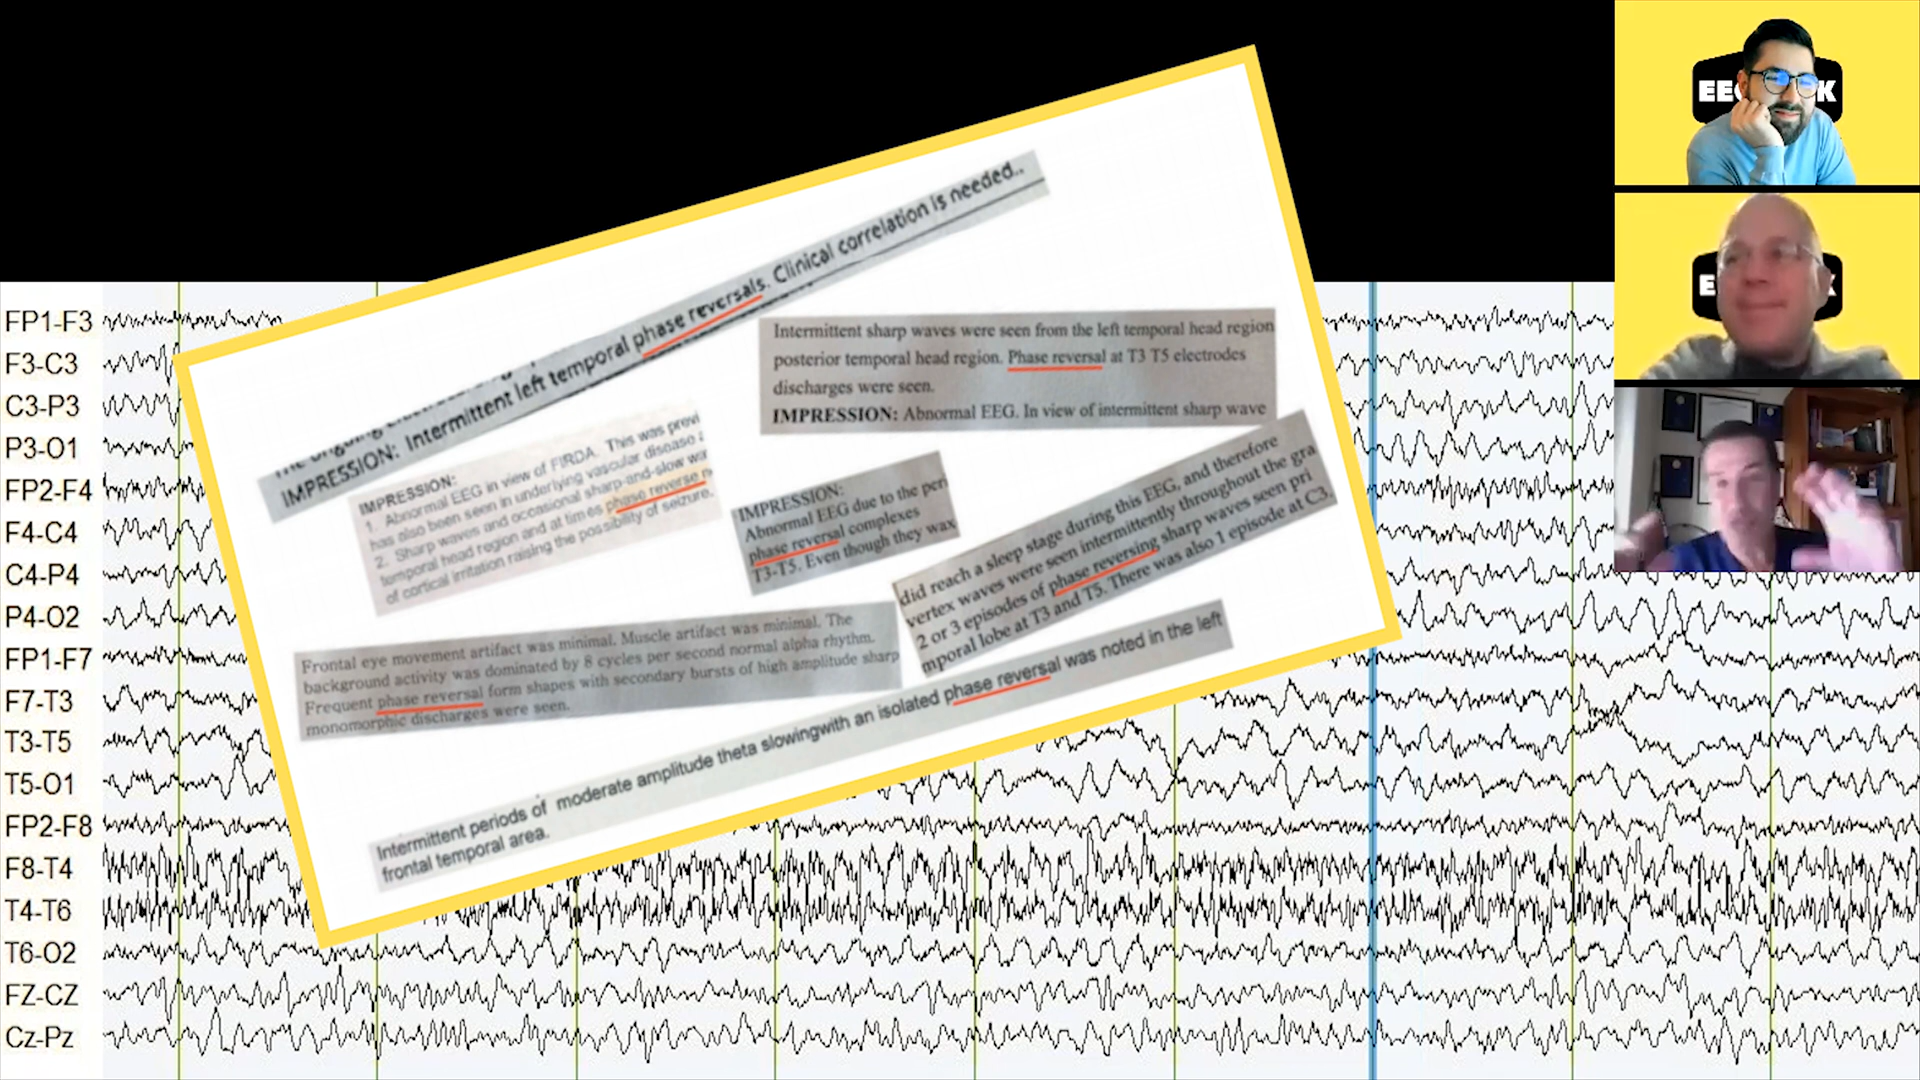 EE K
E K
FP1-F3
F3-C3
C3-P3
P3-O1
FP2-F4
F4-C4
C4-P4
P4-O2
FP1-F7
F7-T3
T3-T5
T5-O1
FP2-F8
F8-T4
T4-T6
T6-O2
FZ-CZ
Cz-Pz
IMPRESSION: Intermittent left temporal phase reversals. Clinical correlation is needed..
Intermittent sharp waves were seen from the left temporal head region
posterior temporal head region. Phase reversal at T3 T5 electrodes
discharges were seen.
IMPRESSION: Abnormal EEG. In view of intermittent sharp wave
IMPRESSION:
1. Abnormal EEG in view of FIRDA. This was previ
has also been seen in underlying vascular disease
2. Sharp waves and occasional sharp-and-slow wa
temporal head region and at times phase reverse
of cortical irritation raising the possibility of seizure.
IMPRESSION:
Abnormal EEG due to the peri
phase reversal complexes
T3-T5. Even though they wax
did reach a sleep stage during this EEG, and therefore
vertex waves were seen intermittently throughout the gra
2 or 3 episodes of phase reversing sharp waves seen pri
mporal lobe at T3 and T5. There was also 1 episode at C3.
Frontal eye movement artifact was minimal. Muscle artifact was minimal. The
background activity was dominated by 8 cycles per second normal alpha rhythm.
Frequent phase reversal form shapes with secondary bursts of high amplitude sharp
monomorphic discharges were seen.
Intermittent periods of moderate amplitude theta slowingwith an isolated phase reversal was noted in the left
frontal temporal area.